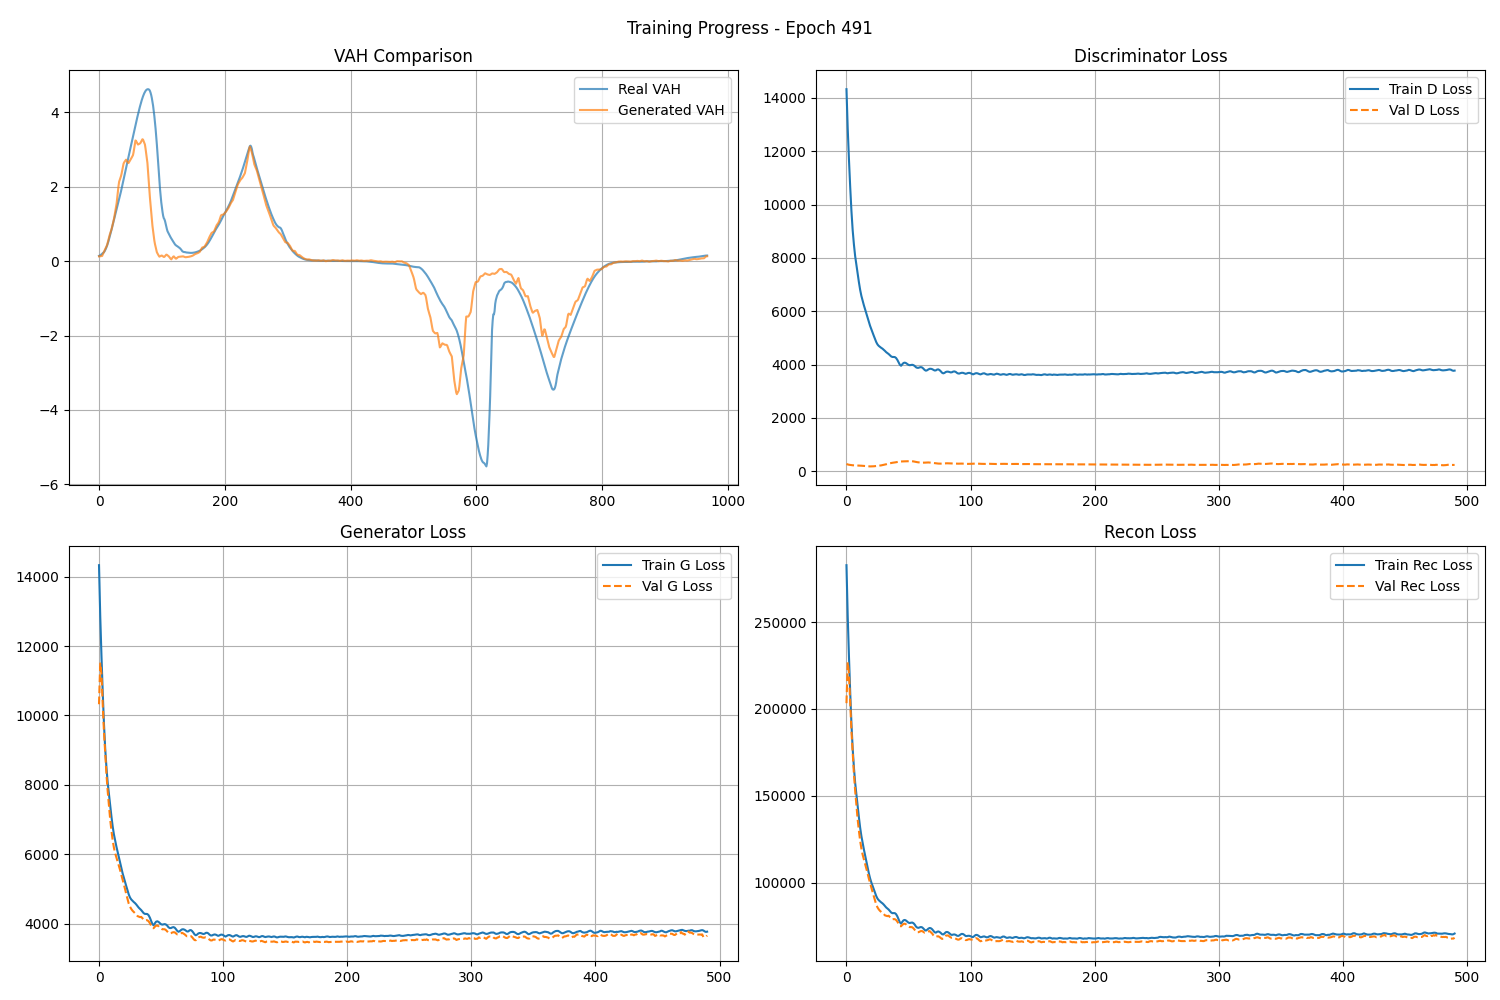 Training Progress - Epoch 491
VAH Comparison
Real VAH
Generated VAH
4
2
0
−2
−4
−6
0 200 400 600 800 1000
Discriminator Loss
Train D Loss
Val D Loss
14000
12000
10000
8000
6000
4000
2000
0
0 100 200 300 400 500
Generator Loss
Train G Loss
Val G Loss
14000
12000
10000
8000
6000
4000
0 100 200 300 400 500
Recon Loss
Train Rec Loss
Val Rec Loss
250000
200000
150000
100000
0 100 200 300 400 500